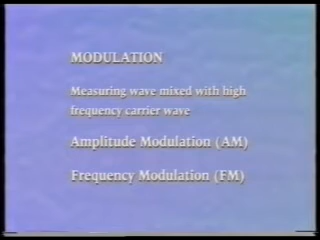 MODULATION
Measuring wave mixed with high
frequency carrier wave
Amplitude Modulation (AM)
Frequency Modulation (FM)